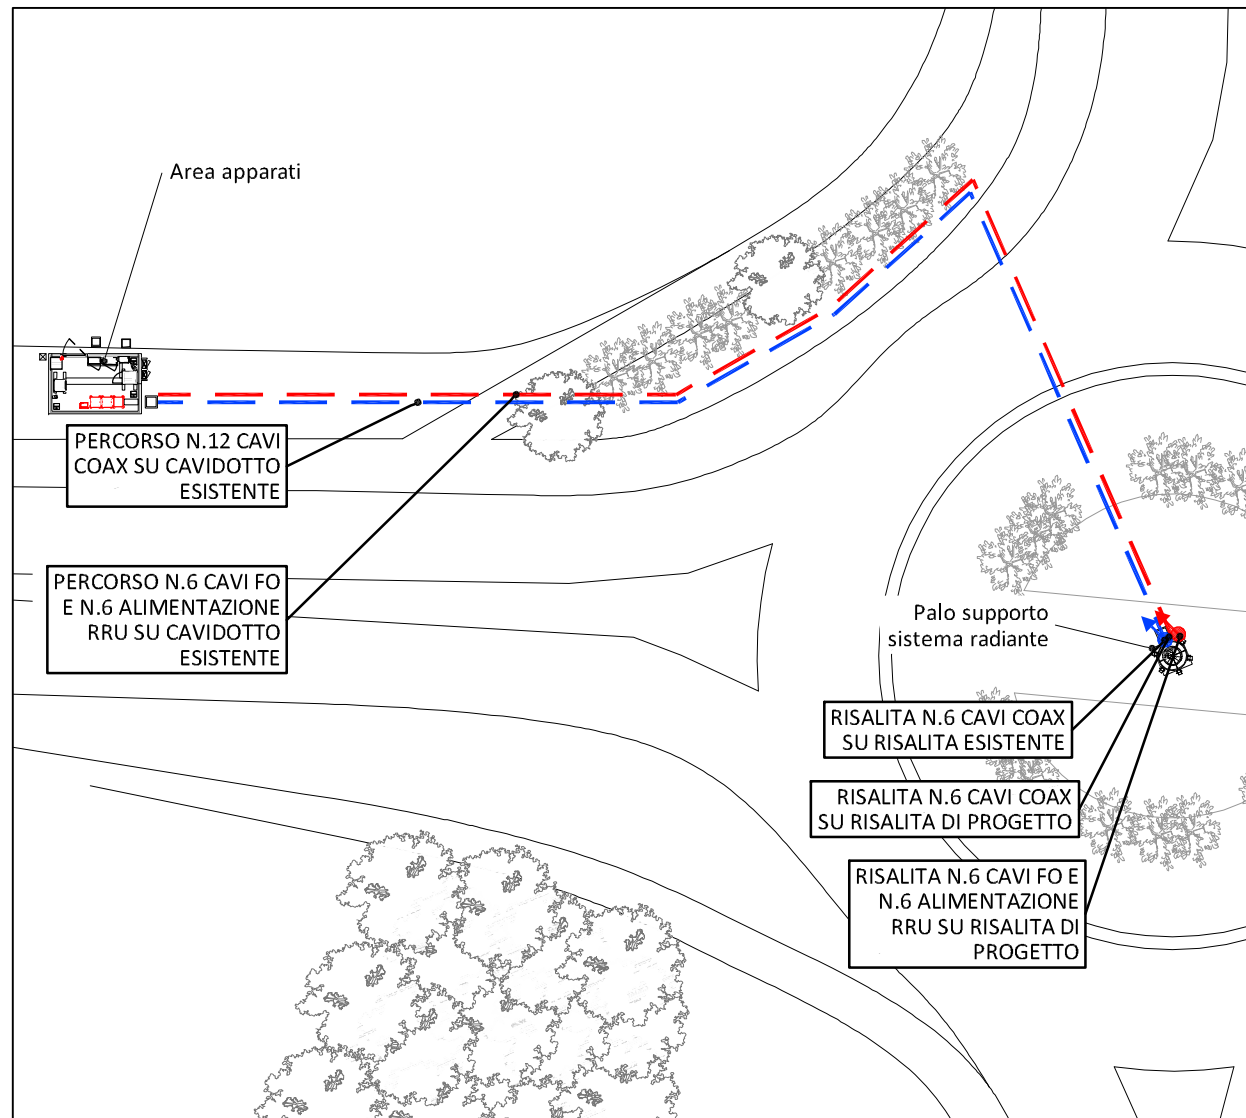 Area apparati
PERCORSO N.12 CAVI
COAX SU CAVIDOTTO
ESISTENTE
PERCORSO N.6 CAVI FO
E N.6 ALIMENTAZIONE
RRU SU CAVIDOTTO
ESISTENTE
Palo supporto
sistema radiante
RISALITA N.6 CAVI COAX
SU RISALITA ESISTENTE
RISALITA N.6 CAVI COAX
SU RISALITA DI PROGETTO
RISALITA N.6 CAVI FO E
N.6 ALIMENTAZIONE
RRU SU RISALITA DI
PROGETTO